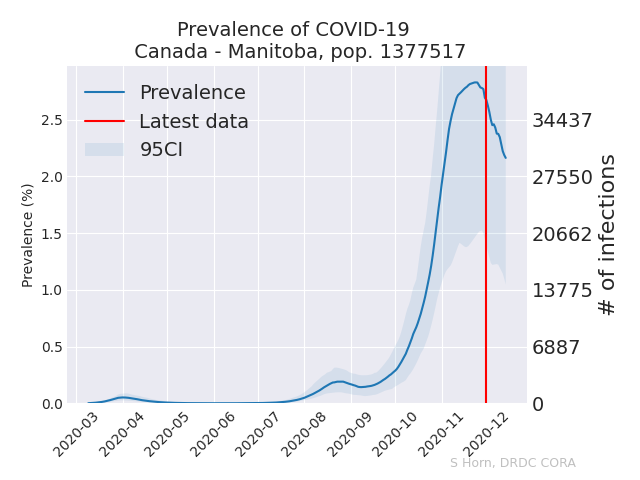 Prevalence of COVID-19
Canada - Manitoba, pop. 1377517
Prevalence
Latest data
95CI
Prevalence (%)
2.5
2.0
1.5
1.0
0.5
0.0
34437
27550
20662
13775
6887
0
# of infections
2020-03
2020-04
2020-05
2020-06
2020-07
2020-08
2020-09
2020-10
2020-11
2020-12
S Horn, DRDC CORA